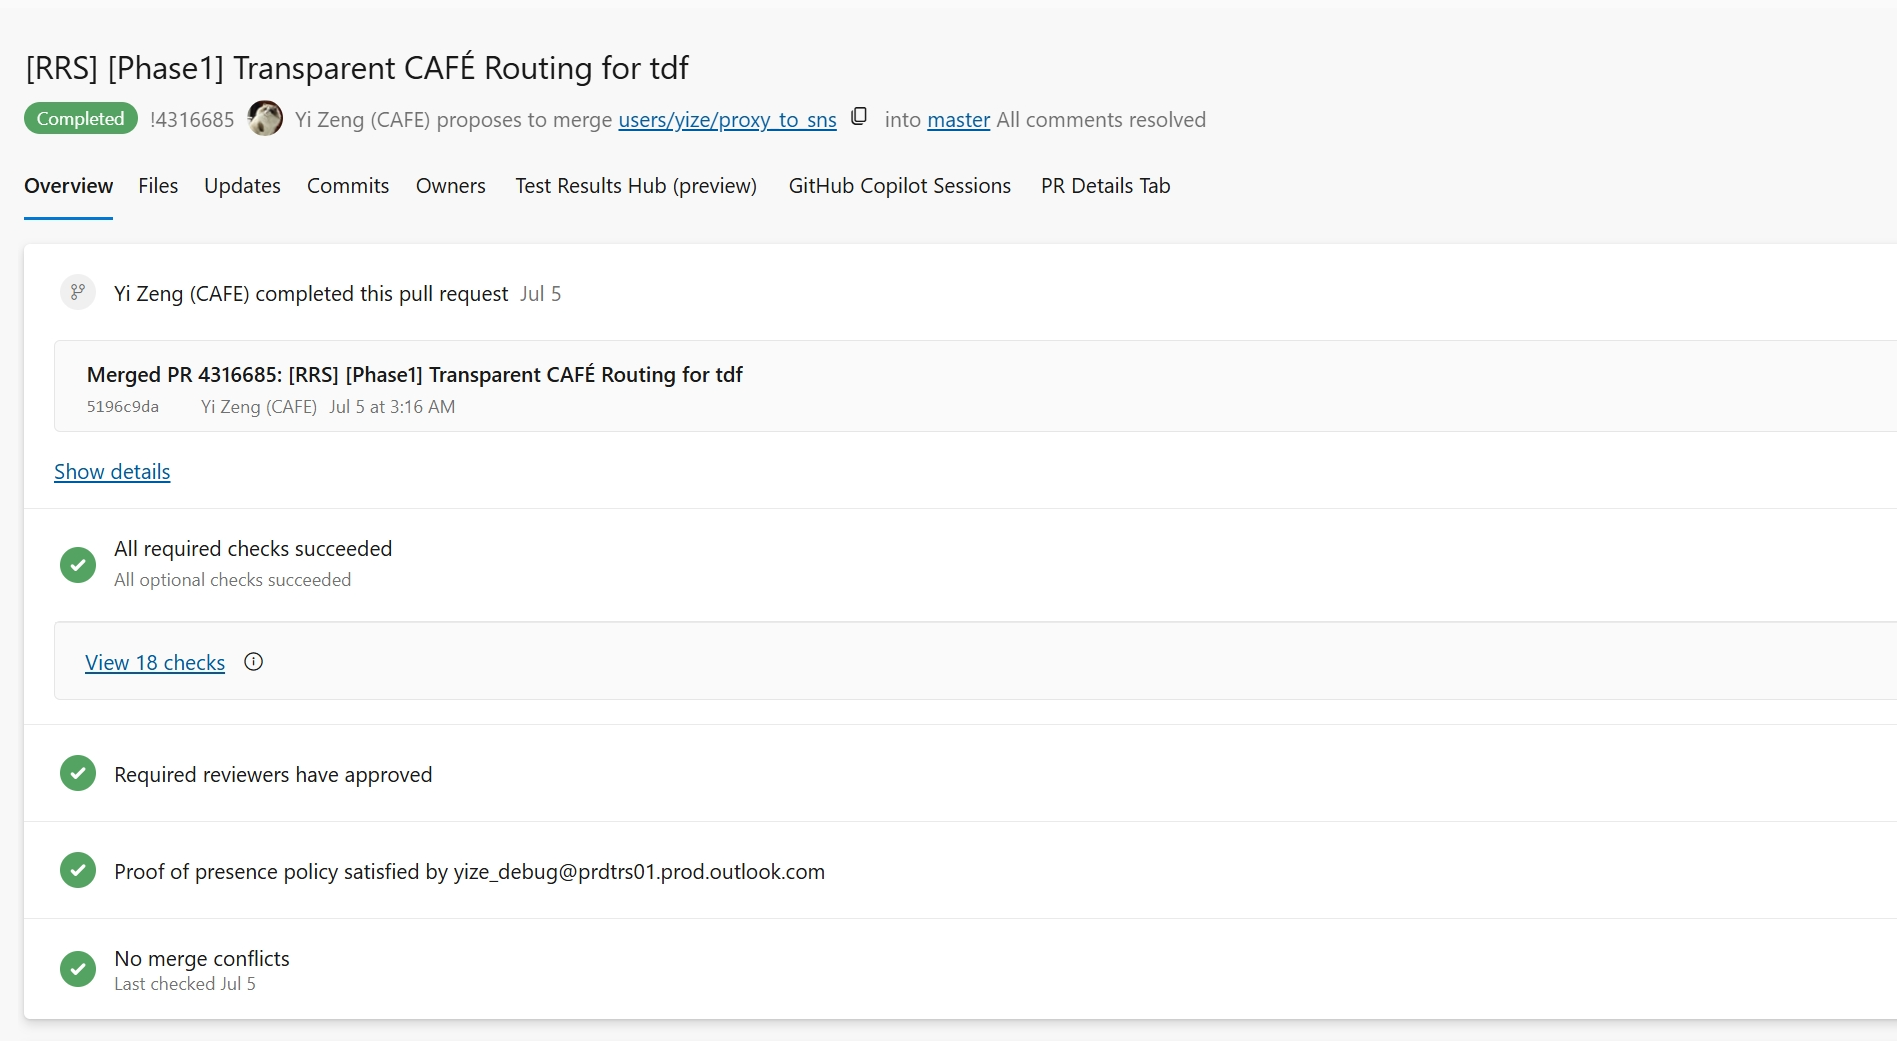 [RRS] [Phase1] Transparent CAFÉ Routing for tdf
Completed !4316685 Yi Zeng (CAFE) proposes to merge users/yize/proxy_to_sns into master All comments resolved
Overview Files Updates Commits Owners Test Results Hub (preview) GitHub Copilot Sessions PR Details Tab
Yi Zeng (CAFE) completed this pull request Jul 5
Merged PR 4316685: [RRS] [Phase1] Transparent CAFÉ Routing for tdf
5196c9da Yi Zeng (CAFE) Jul 5 at 3:16 AM
Show details
All required checks succeeded
All optional checks succeeded
View 18 checks
Required reviewers have approved
Proof of presence policy satisfied by yize_debug@prdtrs01.prod.outlook.com
No merge conflicts
Last checked Jul 5